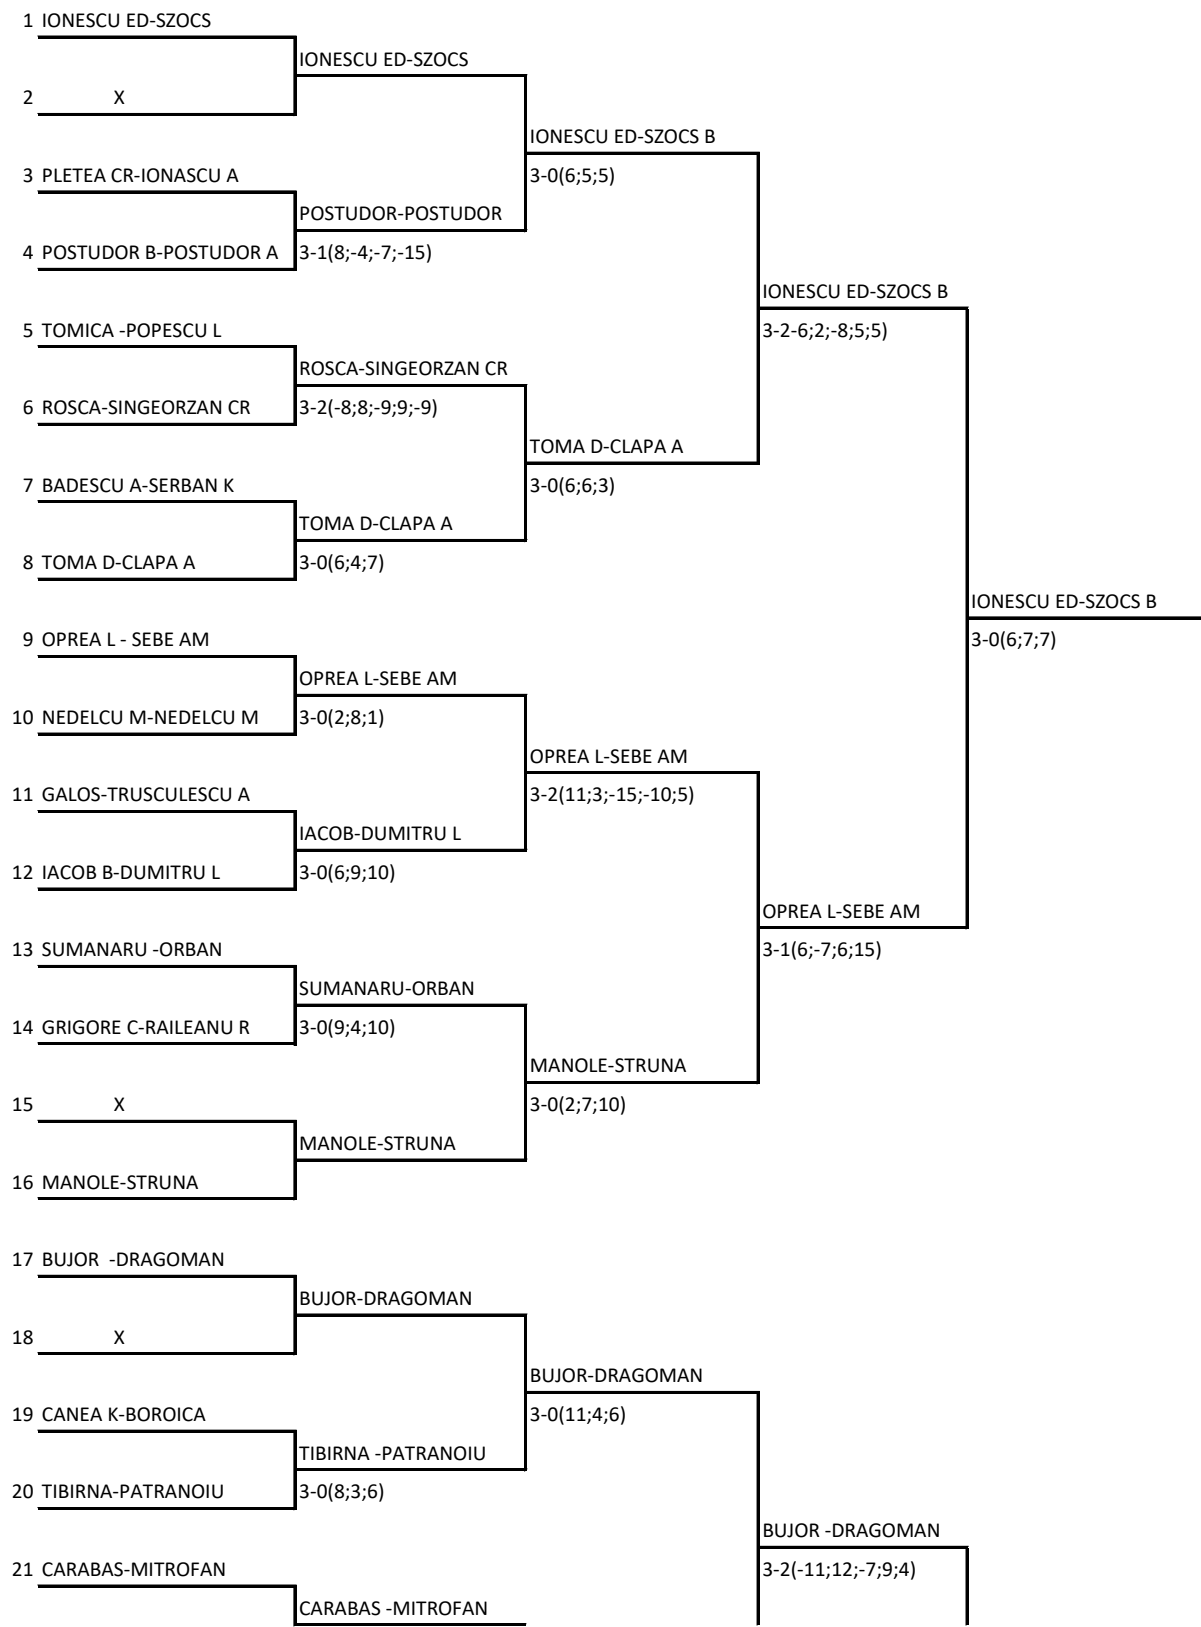 1 IONESCU ED-SZOCS
IONESCU ED-SZOCS
2 X
IONESCU ED-SZOCS B
3 PLETEA CR-IONASCU A
3-0(6;5;5)
POSTUDOR-POSTUDOR
4 POSTUDOR B-POSTUDOR A
3-1(8;-4;-7;-15)
IONESCU ED-SZOCS B
5 TOMICA -POPESCU L
3-2-6;2;-8;5;5)
ROSCA-SINGEORZAN CR
6 ROSCA-SINGEORZAN CR
3-2(-8;8;-9;9;-9)
TOMA D-CLAPA A
7 BADESCU A-SERBAN K
3-0(6;6;3)
TOMA D-CLAPA A
8 TOMA D-CLAPA A
3-0(6;4;7)
IONESCU ED-SZOCS B
9 OPREA L - SEBE AM
3-0(6;7;7)
OPREA L-SEBE AM
10 NEDELCU M-NEDELCU M
3-0(2;8;1)
OPREA L-SEBE AM
11 GALOS-TRUSCULESCU A
3-2(11;3;-15;-10;5)
IACOB-DUMITRU L
12 IACOB B-DUMITRU L
3-0(6;9;10)
OPREA L-SEBE AM
13 SUMANARU -ORBAN
3-1(6;-7;6;15)
SUMANARU-ORBAN
14 GRIGORE C-RAILEANU R
3-0(9;4;10)
MANOLE-STRUNA
15 X
3-0(2;7;10)
MANOLE-STRUNA
16 MANOLE-STRUNA
17 BUJOR -DRAGOMAN
BUJOR-DRAGOMAN
18 X
BUJOR-DRAGOMAN
19 CANEA K-BOROICA
3-0(11;4;6)
TIBIRNA -PATRANOIU
20 TIBIRNA-PATRANOIU
3-0(8;3;6)
BUJOR -DRAGOMAN
21 CARABAS-MITROFAN
3-2(-11;12;-7;9;4)
CARABAS -MITROFAN